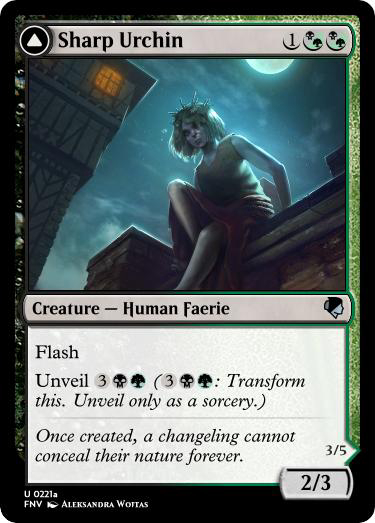 Sharp Urchin 1
Creature — Human Faerie
Flash
Unveil 3 (3 : Transform
this. Unveil only as a sorcery.)
Once created, a changeling cannot
conceal their nature forever.
3/5
2/3
U 0221a
FNV Aleksandra Wojtas